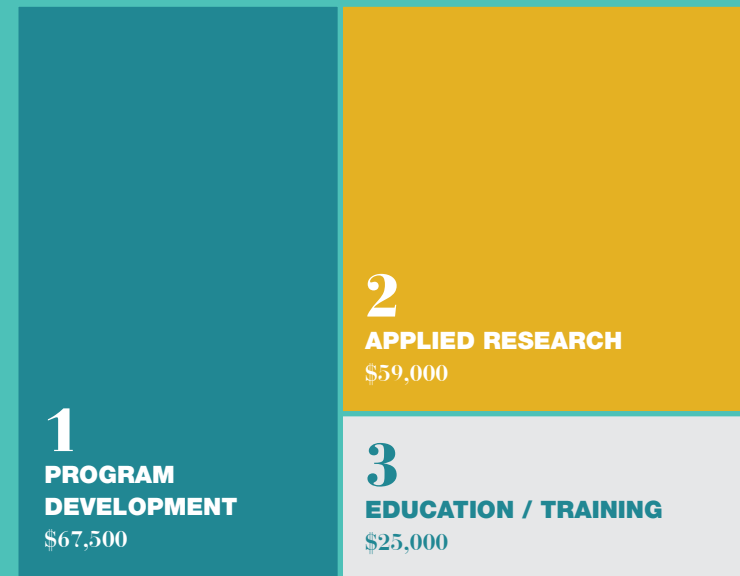 1
PROGRAM
DEVELOPMENT
$67,500
2
APPLIED RESEARCH
$59,000
3
EDUCATION / TRAINING
$25,000